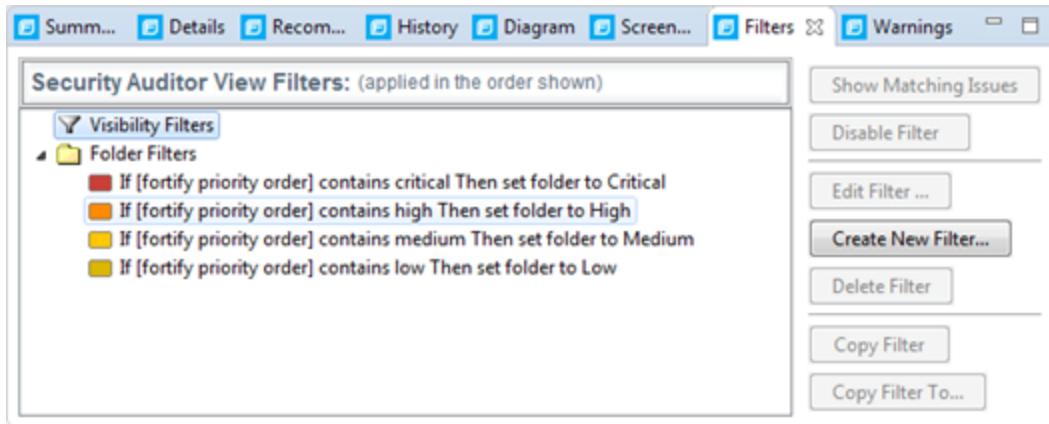 Summ... Details Recom... History Diagram Screen... Filters Warnings
Security Auditor View Filters: (applied in the order shown)
Visibility Filters
Folder Filters
If [fortify priority order] contains critical Then set folder to Critical
If [fortify priority order] contains high Then set folder to High
If [fortify priority order] contains medium Then set folder to Medium
If [fortify priority order] contains low Then set folder to Low
Show Matching Issues
Disable Filter
Edit Filter ...
Create New Filter...
Delete Filter
Copy Filter
Copy Filter To...